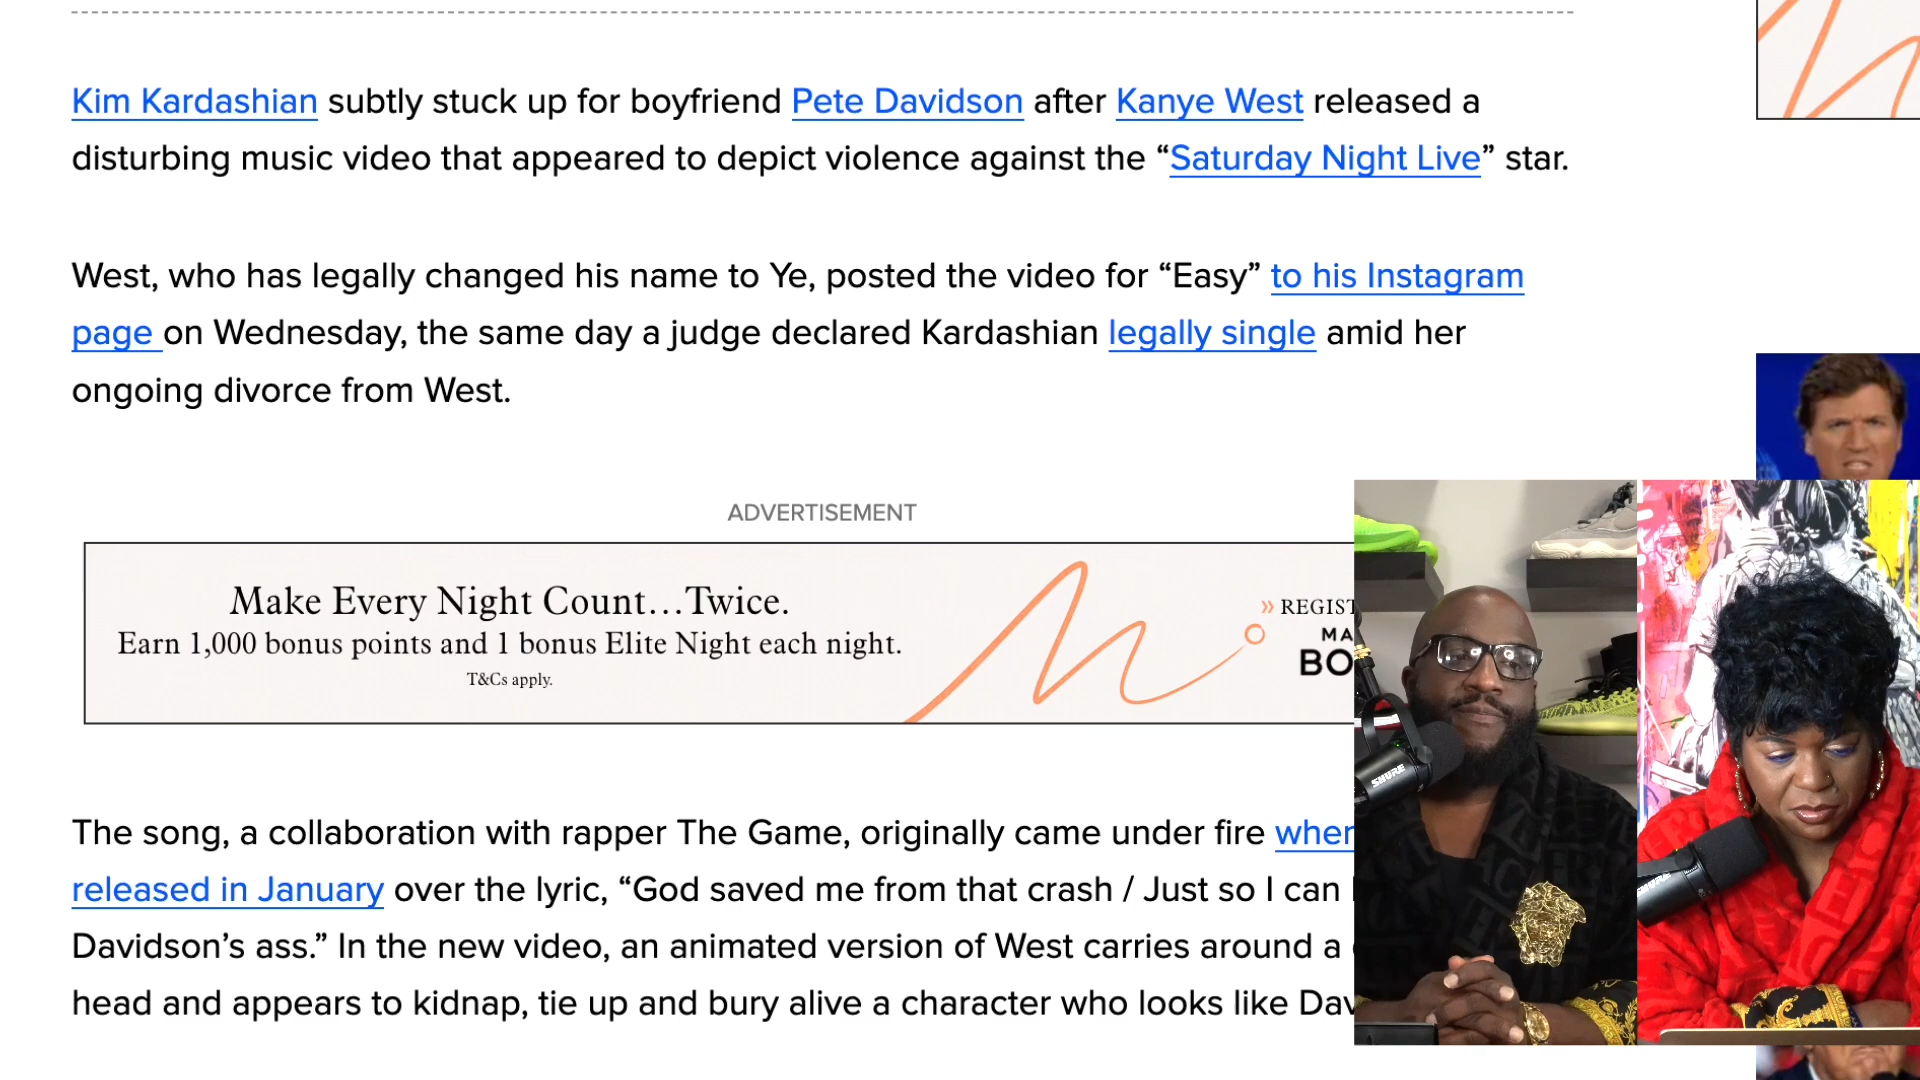 Kim Kardashian subtly stuck up for boyfriend Pete Davidson after Kanye West released a
disturbing music video that appeared to depict violence against the “Saturday Night Live” star.
West, who has legally changed his name to Ye, posted the video for “Easy” to his Instagram
page on Wednesday, the same day a judge declared Kardashian legally single amid her
ongoing divorce from West.
ADVERTISEMENT
Make Every Night Count...Twice.
Earn 1,000 bonus points and 1 bonus Elite Night each night.
T&Cs apply.
» REGIST
MA
BO
The song, a collaboration with rapper The Game, originally came under fire when
released in January over the lyric, “God saved me from that crash / Just so I can
Davidson’s ass.” In the new video, an animated version of West carries around a
head and appears to kidnap, tie up and bury alive a character who looks like Dav
SHURE
SHURE